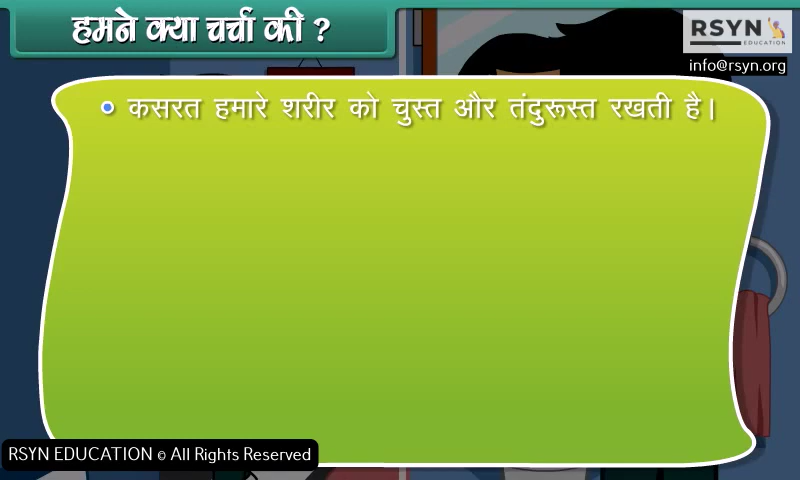 हमने क्या चर्चा की ?
RSYN
EDUCATION
info@rsyn.org
कसरत हमारे शरीर को चुस्त और तंदुरूस्त रखती है।
RSYN EDUCATION © All Rights Reserved